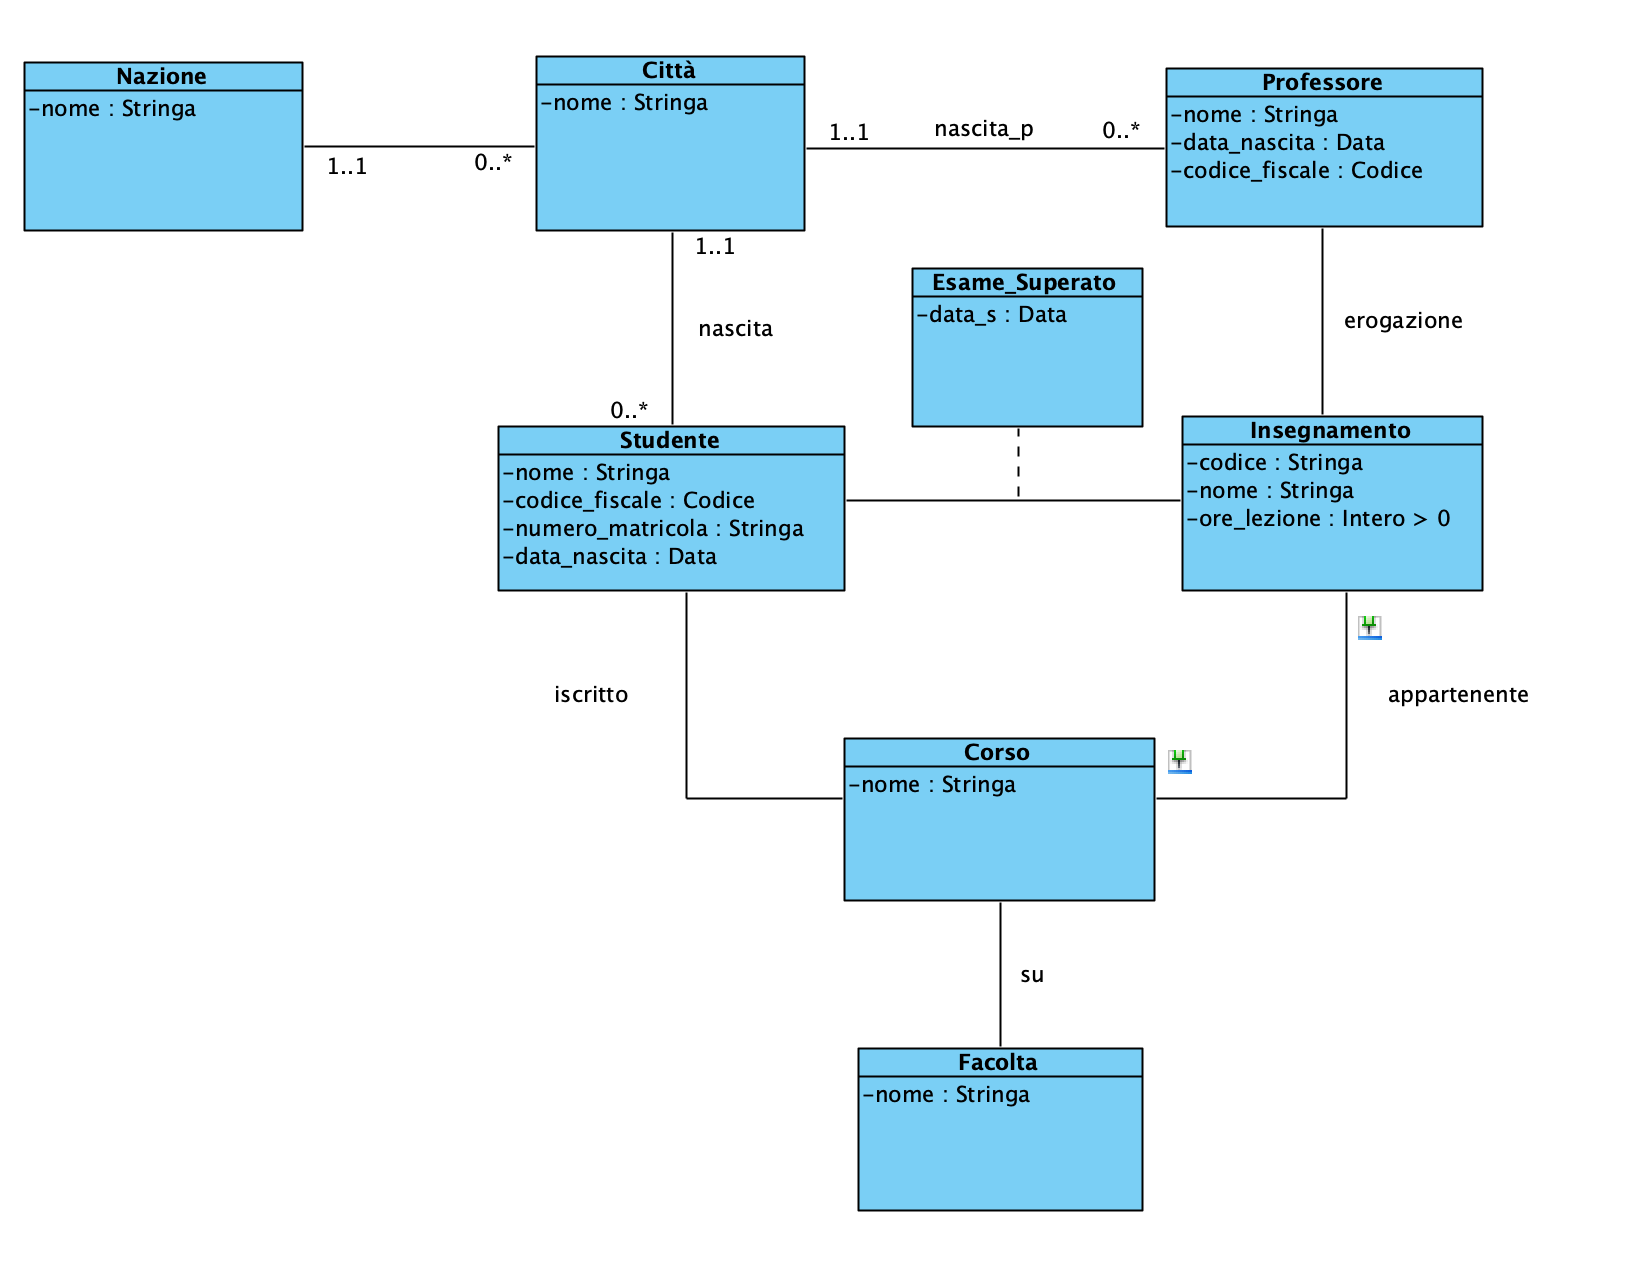 Nazione
-nome : Stringa
1..1
0..*
Città
-nome : Stringa
1..1
nascita_p
0..*
Professore
-nome : Stringa
-data_nascita : Data
-codice_fiscale : Codice
1..1
nascita
0..*
Esame_Superato
-data_s : Data
erogazione
Studente
-nome : Stringa
-codice_fiscale : Codice
-numero_matricola : Stringa
-data_nascita : Data
Insegnamento
-codice : Stringa
-nome : Stringa
-ore_lezione : Intero > 0
iscritto
appartenente
Corso
-nome : Stringa
su
Facolta
-nome : Stringa